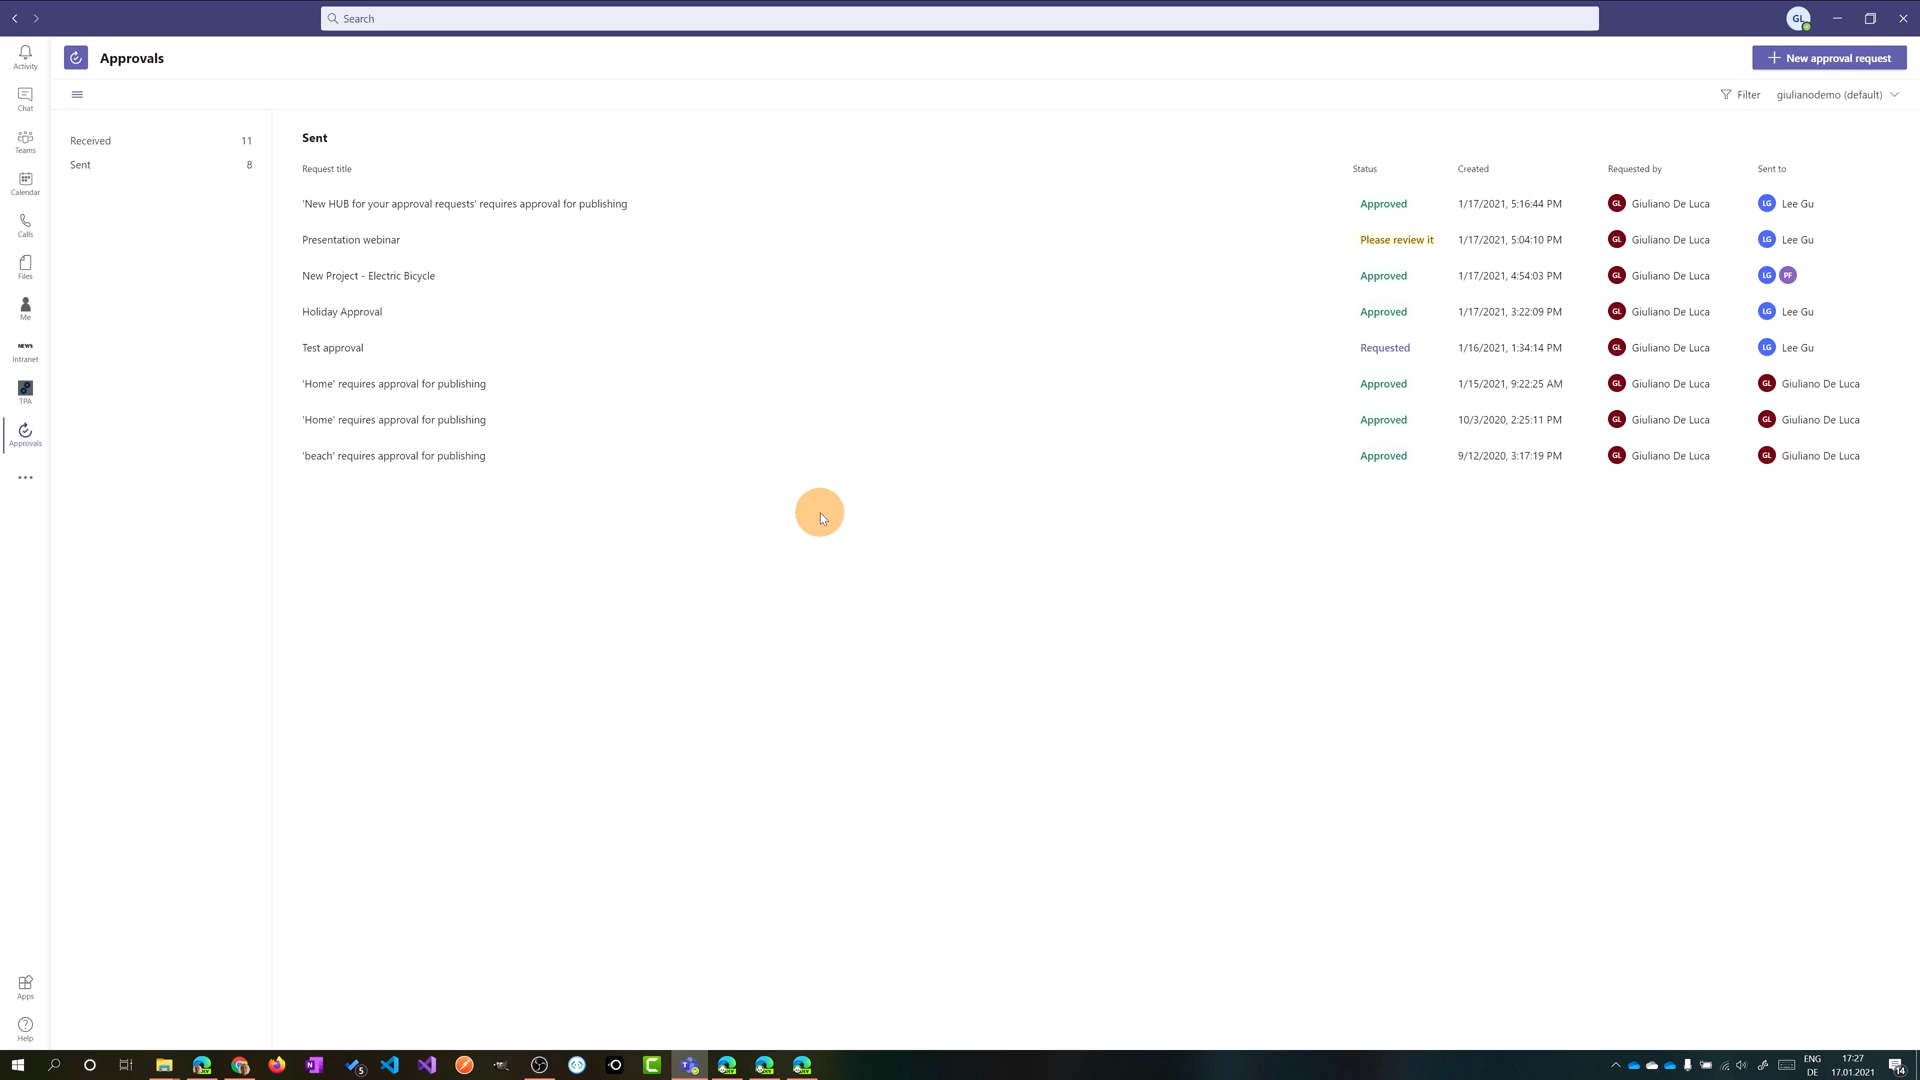 Search
GL
Activity
Chat
Teams
Calendar
Calls
Files
Me
NEWS
Intranet
TPA
Approvals
Apps
Help
Approvals
New approval request
Filter
giulianodemo (default)
Received 11
Sent 8
Sent
Request title Status Created Requested by Sent to
'New HUB for your approval requests' requires approval for publishing Approved 1/17/2021, 5:16:44 PM GL Giuliano De Luca LG Lee Gu
Presentation webinar Please review it 1/17/2021, 5:04:10 PM GL Giuliano De Luca LG Lee Gu
New Project - Electric Bicycle Approved 1/17/2021, 4:54:03 PM GL Giuliano De Luca LG PF
Holiday Approval Approved 1/17/2021, 3:22:09 PM GL Giuliano De Luca LG Lee Gu
Test approval Requested 1/16/2021, 1:34:14 PM GL Giuliano De Luca LG Lee Gu
'Home' requires approval for publishing Approved 1/15/2021, 9:22:25 AM GL Giuliano De Luca GL Giuliano De Luca
'Home' requires approval for publishing Approved 10/3/2020, 2:25:11 PM GL Giuliano De Luca GL Giuliano De Luca
'beach' requires approval for publishing Approved 9/12/2020, 3:17:19 PM GL Giuliano De Luca GL Giuliano De Luca
5
ENG 17:27
DE 17.01.2021
14